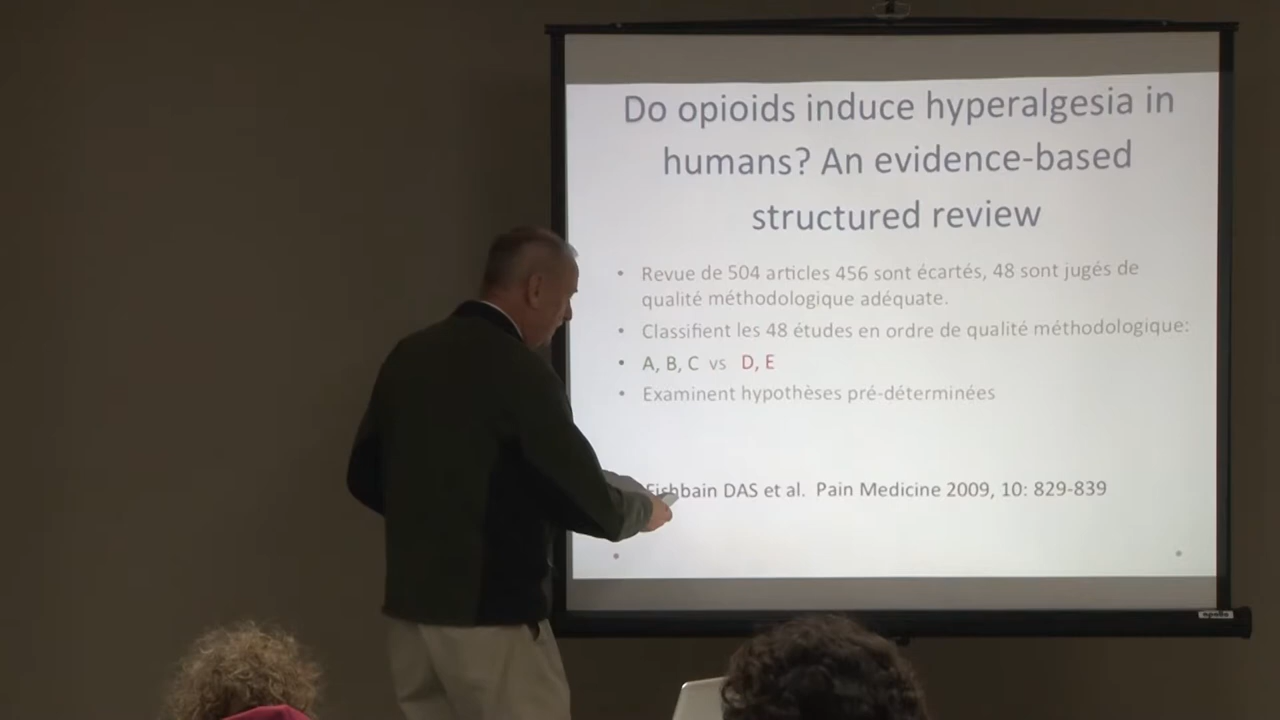 Do opioids induce hyperalgesia in
humans? An evidence-based
structured review
• Revue de 504 articles 456 sont écartés, 48 sont jugés de
qualité méthodologique adéquate.
• Classifient les 48 études en ordre de qualité méthodologique:
• A, B, C vs D, E
• Examinent hypothèses pré-déterminées
Fishbain DAS et al. Pain Medicine 2009, 10: 829-839
apollo